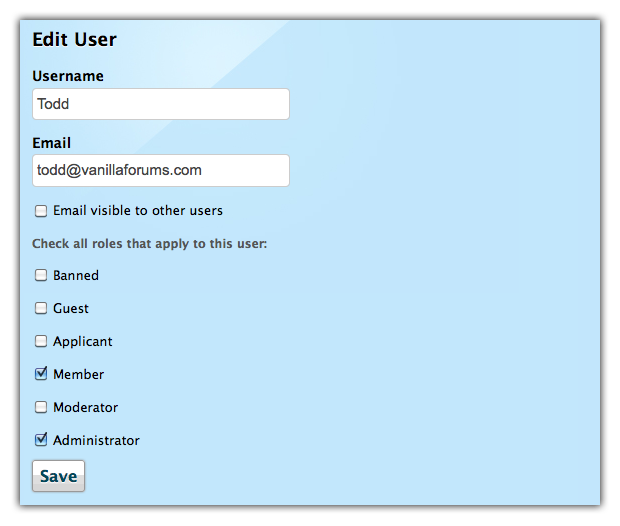 Edit User
Username
Todd
Email
todd@vanillaforums.com
Email visible to other users
Check all roles that apply to this user:
Banned
Guest
Applicant
Member
Moderator
Administrator
Save